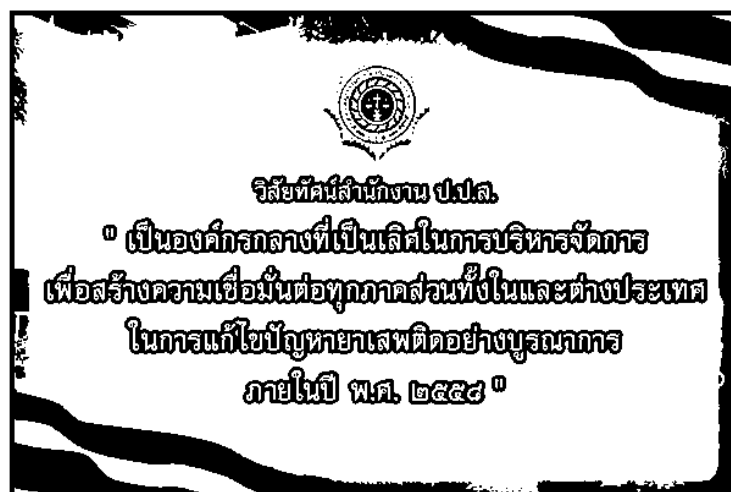 วิสัยทัศน์สำนักงาน ป.ป.ส.
" เป็นองค์กรกลางที่เป็นเลิศในการบริหารจัดการ
เพื่อสร้างความเชื่อมั่นต่อทุกภาคส่วนทั้งในและต่างประเทศ
ในการแก้ไขปัญหายาเสพติดอย่างบูรณาการ
ภายในปี พ.ศ. ๒๕๕๘ "